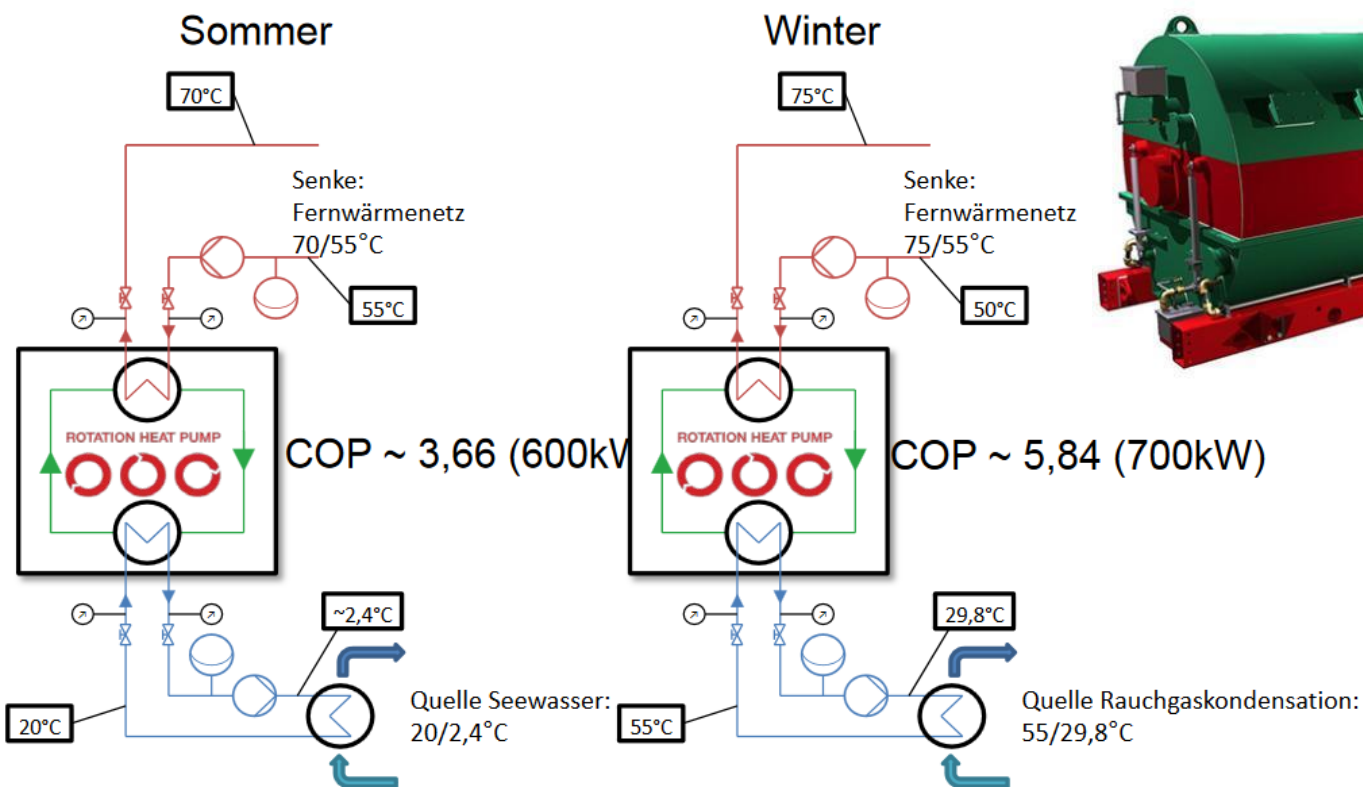 Sommer
70°C
Senke:
Fernwärmenetz
70/55°C
55°C
ROTATION HEAT PUMP
COP ~ 3,66 (600kW
~2,4°C
20°C
Quelle Seewasser:
20/2,4°C
Winter
75°C
Senke:
Fernwärmenetz
75/55°C
50°C
ROTATION HEAT PUMP
COP ~ 5,84 (700kW)
29,8°C
55°C
Quelle Rauchgaskondensation:
55/29,8°C